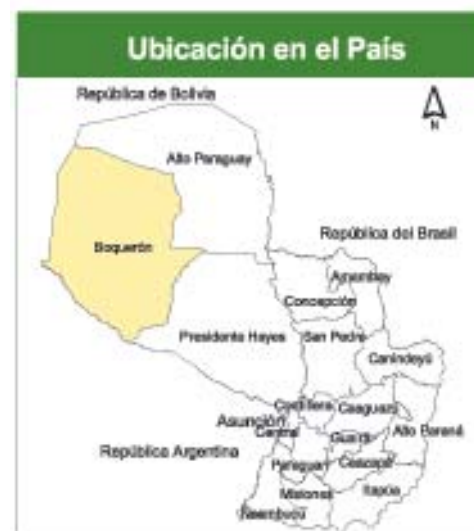 Ubicación en el País
República de Bolivia
N
Alto Paraguay
Boquerón
República del Brasil
Amambay
Concepción
Presidente Hayes
San Pedro
Canindeyú
Cordillera
Caaguazú
Asunción
Central
Alto Paraná
Guairá
República Argentina
Paraguarí
Caazapá
Misiones
Itapúa
Ñeembucú